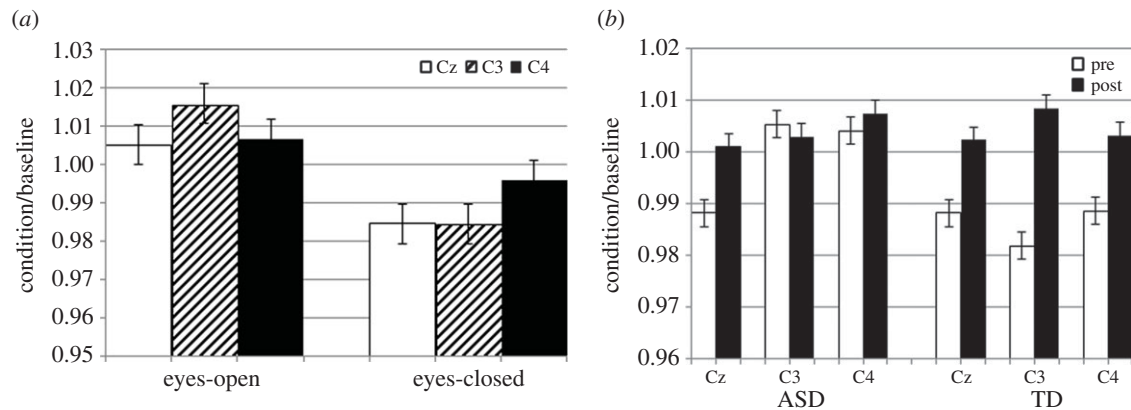 (a)
1.03
1.02
1.01
1.00
0.99
0.98
0.97
0.96
0.95
condition/baseline
Cz C3 C4
eyes-open eyes-closed
(b)
1.02
1.01
1.00
0.99
0.98
0.97
0.96
condition/baseline
pre
post
Cz C3 C4 Cz C3 C4
ASD TD